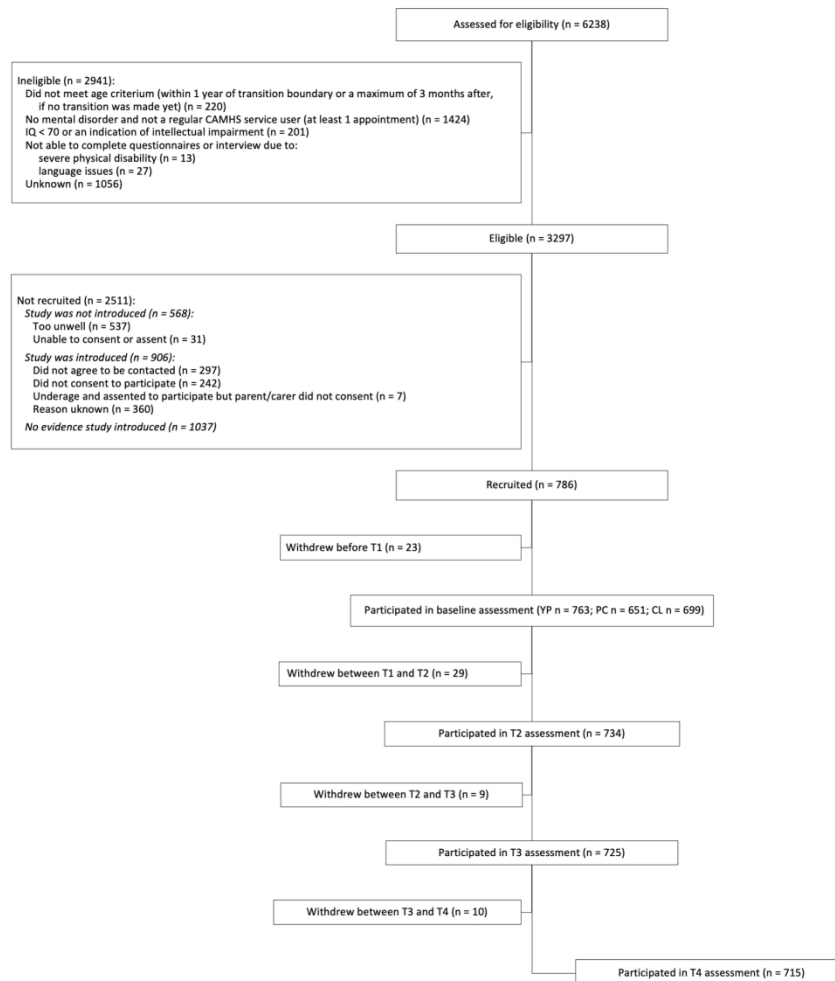 Assessed for eligibility (n = 6238)
Ineligible (n = 2941):
Did not meet age criterium (within 1 year of transition boundary or a maximum of 3 months after,
if no transition was made yet) (n = 220)
No mental disorder and not a regular CAMHS service user (at least 1 appointment) (n = 1424)
IQ < 70 or an indication of intellectual impairment (n = 201)
Not able to complete questionnaires or interview due to:
severe physical disability (n = 13)
language issues (n = 27)
Unknown (n = 1056)
Eligible (n = 3297)
Not recruited (n = 2511):
Study was not introduced (n = 568):
Too unwell (n = 537)
Unable to consent or assent (n = 31)
Study was introduced (n = 906):
Did not agree to be contacted (n = 297)
Did not consent to participate (n = 242)
Underage and assented to participate but parent/carer did not consent (n = 7)
Reason uknown (n = 360)
No evidence study introduced (n = 1037)
Recruited (n = 786)
Withdrew before T1 (n = 23)
Participated in baseline assessment (YP n = 763; PC n = 651; CL n = 699)
Withdrew between T1 and T2 (n = 29)
Participated in T2 assessment (n = 734)
Withdrew between T2 and T3 (n = 9)
Participated in T3 assessment (n = 725)
Withdrew between T3 and T4 (n = 10)
Participated in T4 assessment (n = 715)